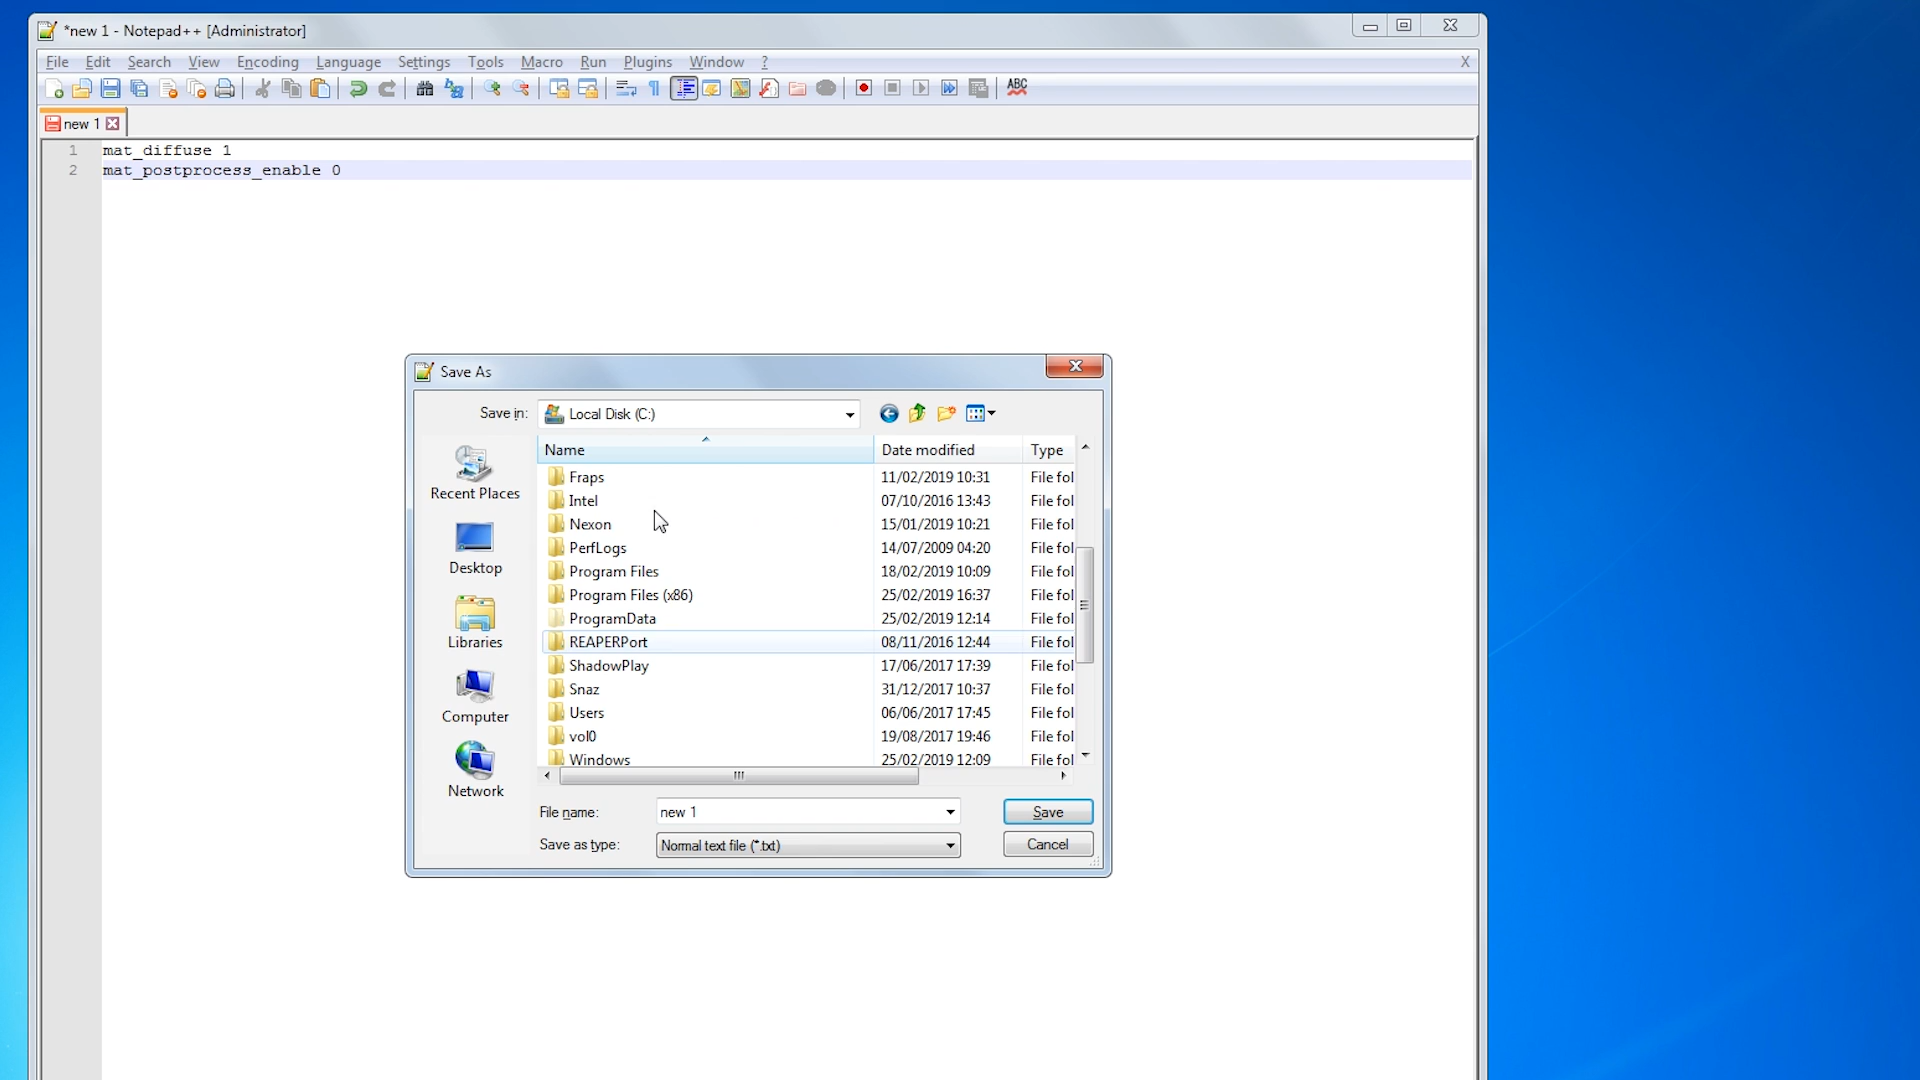 *new 1 - Notepad++ [Administrator]
File Edit Search View Encoding Language Settings Tools Macro Run Plugins Window ? X
ABC
new 1
1 mat_diffuse 1
2 mat_postprocess_enable 0
Save As
Save in: Local Disk (C:)
Name Date modified Type
Fraps 11/02/2019 10:31 File fol
Intel 07/10/2016 13:43 File fol
Nexon 15/01/2019 10:21 File fol
PerfLogs 14/07/2009 04:20 File fol
Program Files 18/02/2019 10:09 File fol
Program Files (x86) 25/02/2019 16:37 File fol
ProgramData 25/02/2019 12:14 File fol
REAPERPort 08/11/2016 12:44 File fol
ShadowPlay 17/06/2017 17:39 File fol
Snaz 31/12/2017 10:37 File fol
Users 06/06/2017 17:45 File fol
vol0 19/08/2017 19:46 File fol
Windows 25/02/2019 12:09 File fol
Recent Places
Desktop
Libraries
Computer
Network
File name: new 1 Save
Save as type: Normal text file (*.txt) Cancel